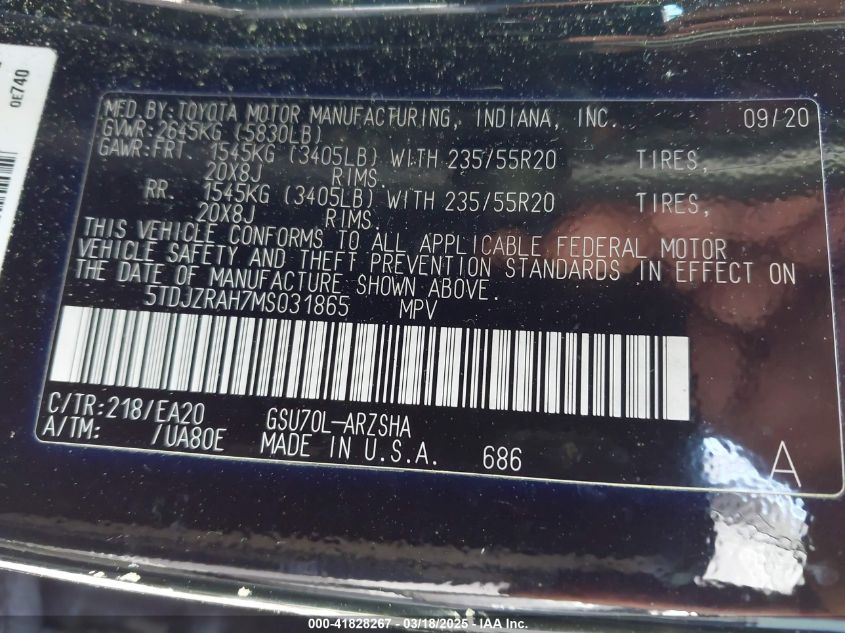 0E740
MFD. BY: TOYOTA MOTOR MANUFACTURING, INDIANA, INC. 09/20
GVWR: 2645KG (5830LB)
GAWR: FRT 1545KG (3405LB) WITH 235/55R20 TIRES,
20X8J RIMS.
RR. 1545KG (3405LB) WITH 235/55R20 TIRES,
20X8J RIMS.
THIS VEHICLE CONFORMS TO ALL APPLICABLE FEDERAL MOTOR
VEHICLE SAFETY AND THEFT PREVENTION STANDARDS IN EFFECT ON
THE DATE OF MANUFACTURE SHOWN ABOVE.
5TDJZRAH7MS031865 MPV
C/TR: 218/EA20 GSU70L-ARZSHA
A/TM: /UA80E MADE IN U.S.A. 686 A
000-41828267 - 03/18/2025 - IAA Inc.